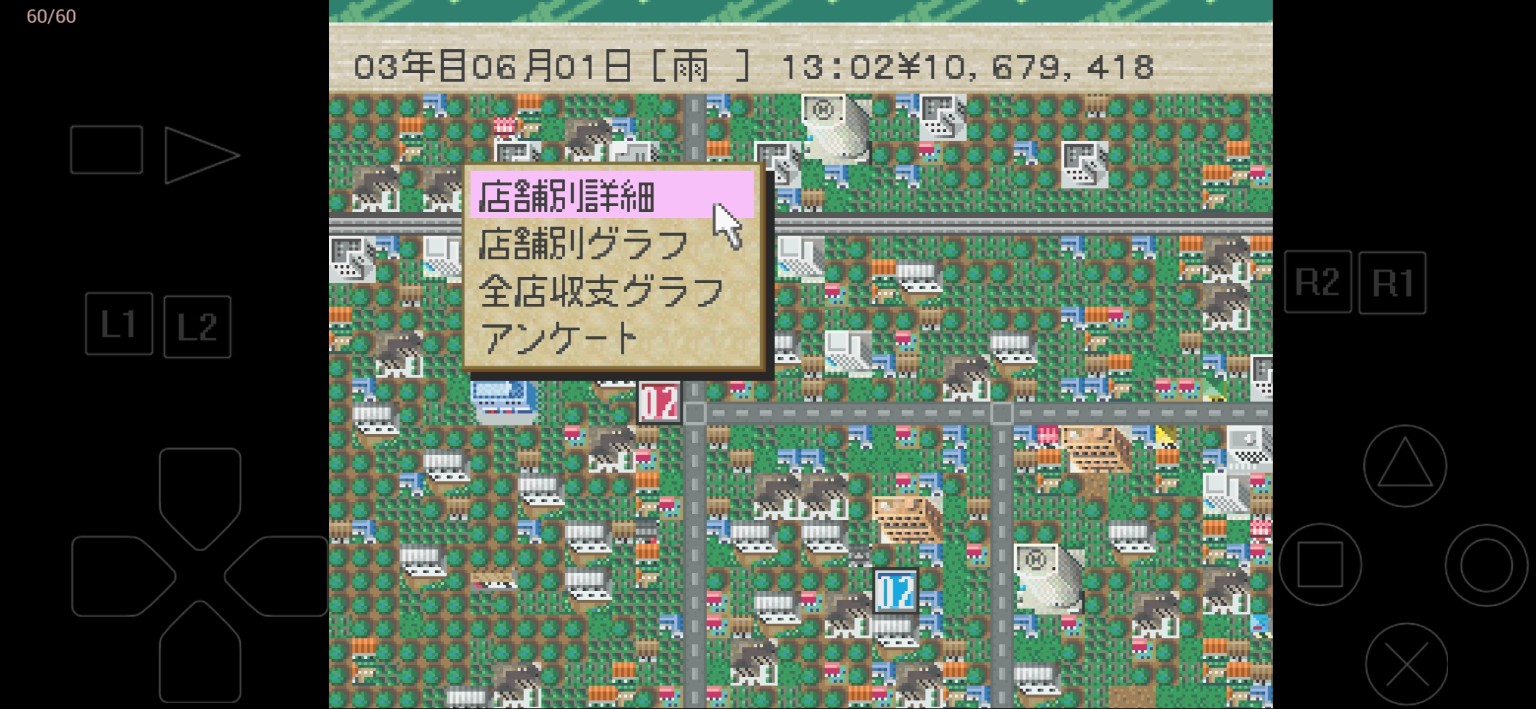 60/60
03年目06月01日[雨 ] 13:02¥10,679,418
店舗別詳細
店舗別グラフ
全店収支グラフ
アンケート
02
02
L1 L2
R2 R1
H
H